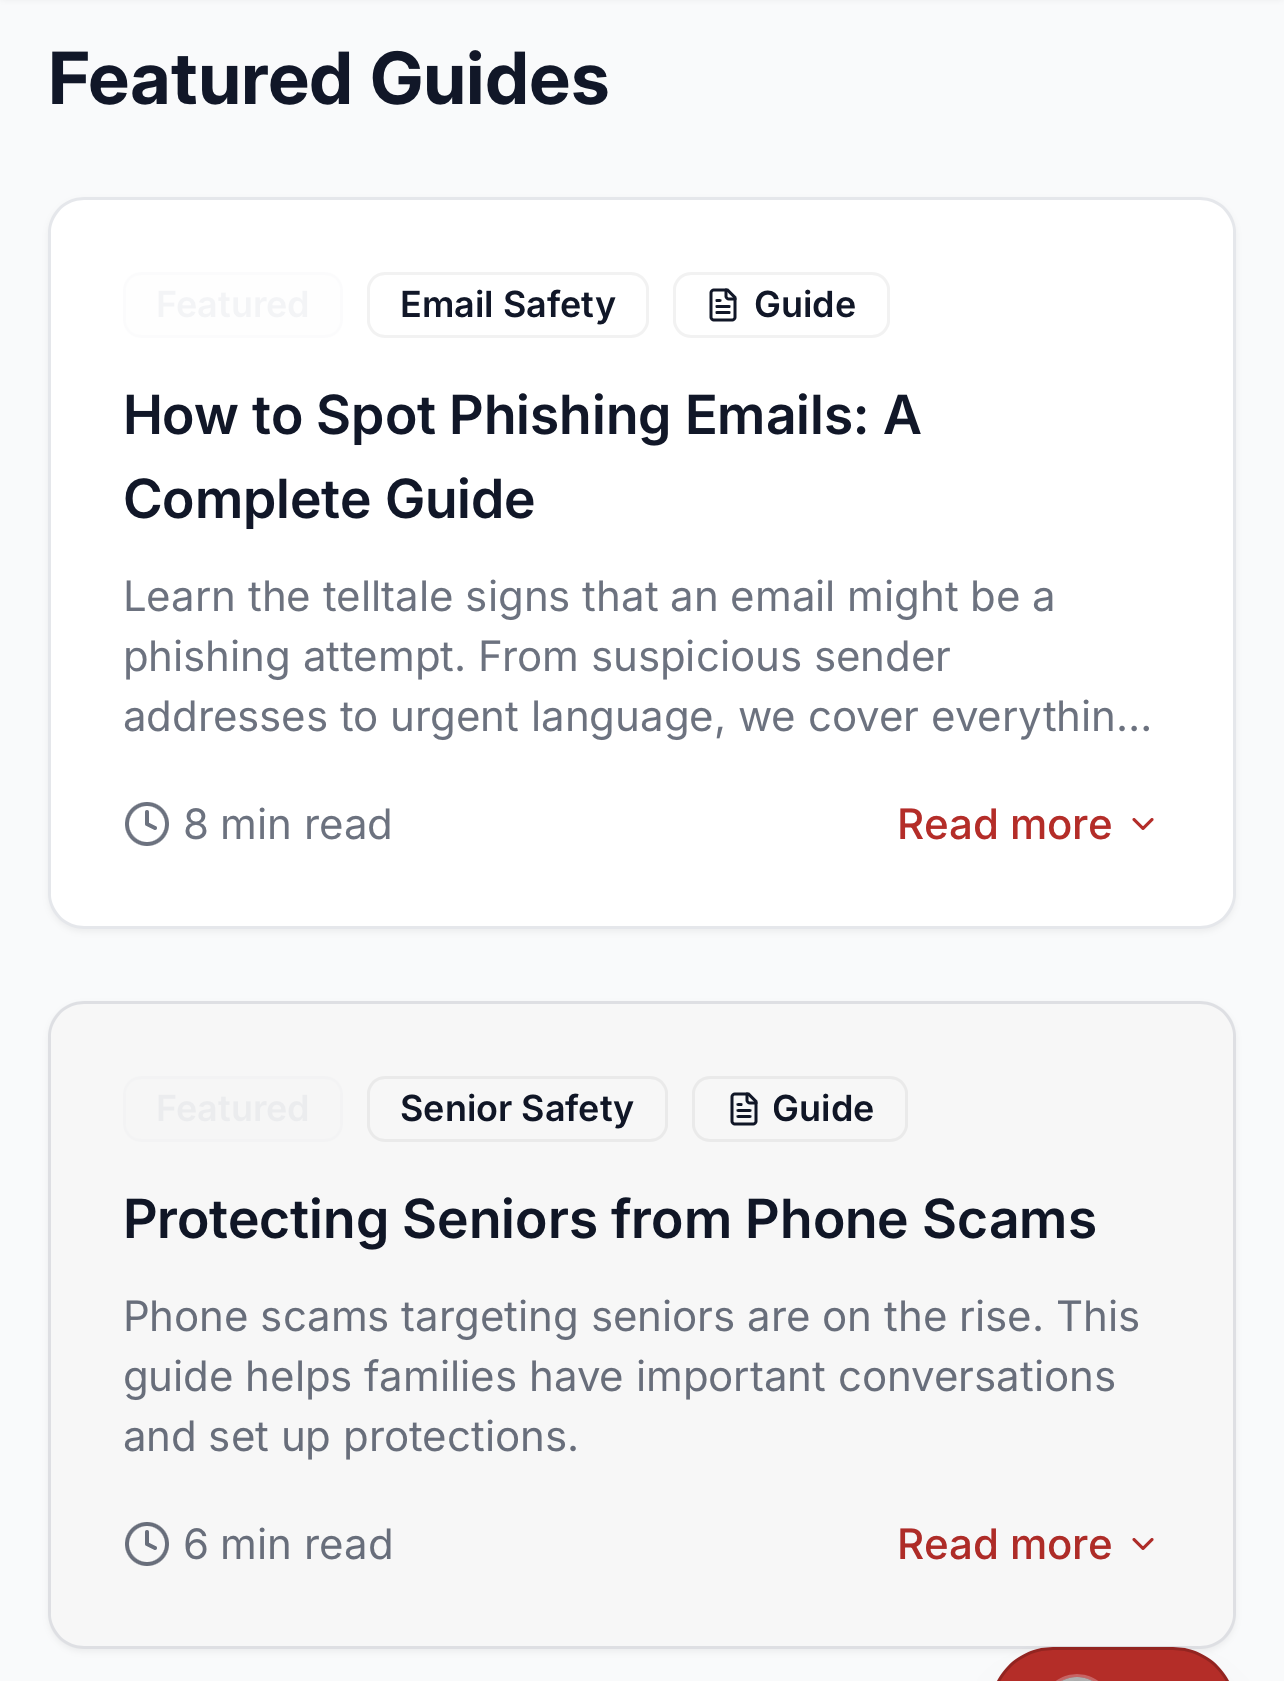 Featured Guides
Featured
Email Safety
Guide
How to Spot Phishing Emails: A
Complete Guide
Learn the telltale signs that an email might be a
phishing attempt. From suspicious sender
addresses to urgent language, we cover everythin...
8 min read
Read more
Featured
Senior Safety
Guide
Protecting Seniors from Phone Scams
Phone scams targeting seniors are on the rise. This
guide helps families have important conversations
and set up protections.
6 min read
Read more